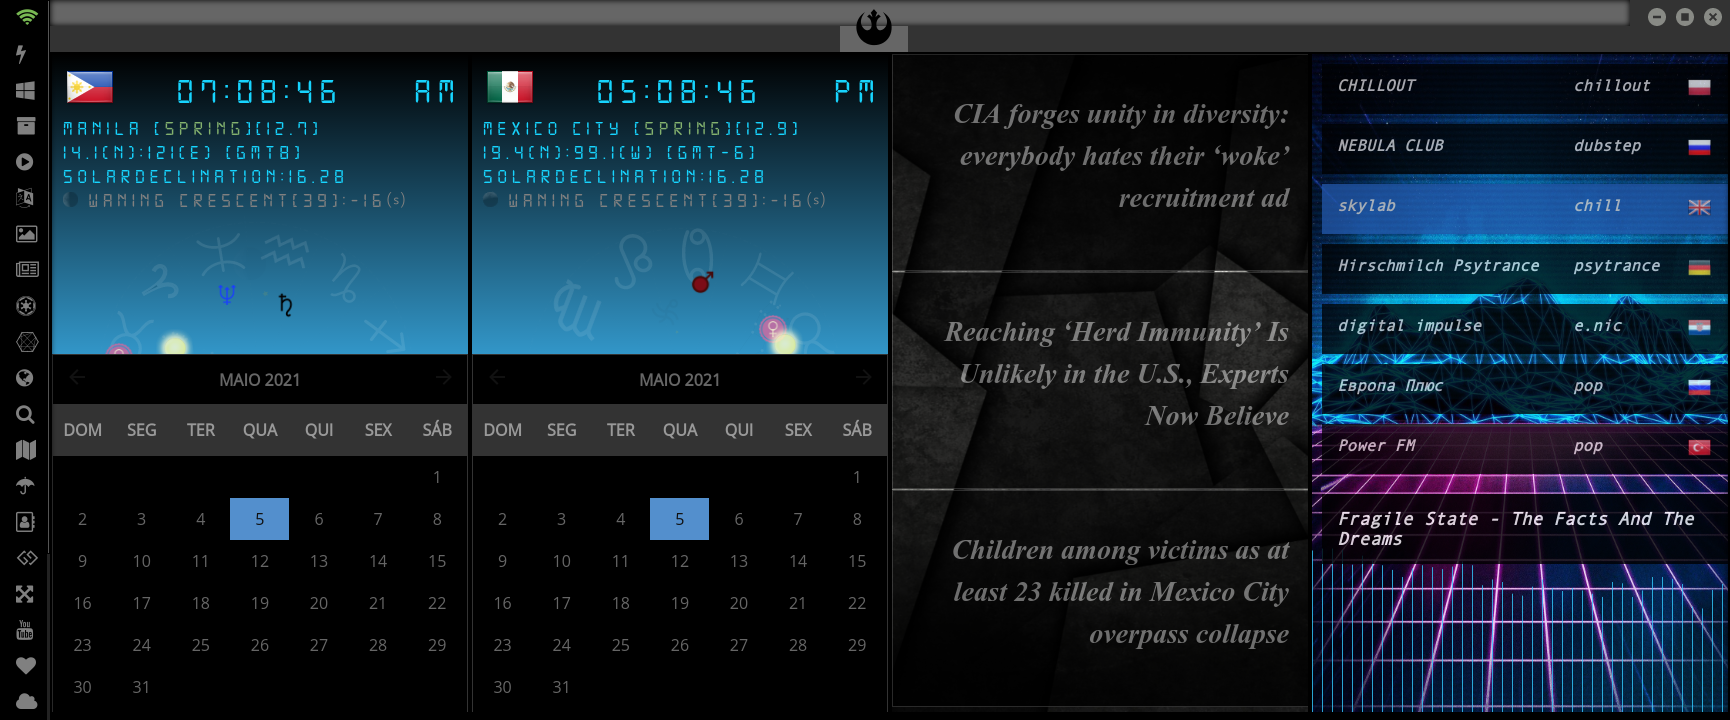 07:08:46 AM
MANILA [SPRING][12.7]
14.1(N):121(E) [GMT8]
SOLARDECLINATION:16.28
WANING CRESCENT[39]:-16(s)
MAIO 2021
DOM SEG TER QUA QUI SEX SÁB
1
2 3 4 5 6 7 8
9 10 11 12 13 14 15
16 17 18 19 20 21 22
23 24 25 26 27 28 29
30 31
05:08:46 PM
MEXICO CITY [SPRING][12.9]
19.4(N):99.1(W) [GMT-6]
SOLARDECLINATION:16.28
WANING CRESCENT[39]:-16(s)
MAIO 2021
DOM SEG TER QUA QUI SEX SÁB
1
2 3 4 5 6 7 8
9 10 11 12 13 14 15
16 17 18 19 20 21 22
23 24 25 26 27 28 29
30 31
CIA forges unity in diversity:
everybody hates their ‘woke’
recruitment ad
Reaching ‘Herd Immunity’ Is
Unlikely in the U.S., Experts
Now Believe
Children among victims as at
least 23 killed in Mexico City
overpass collapse
CHILLOUT chillout
NEBULA CLUB dubstep
skylab chill
Hirschmilch Psytrance psytrance
digital impulse e.nic
Европа Плюс pop
Power FM pop
Fragile State - The Facts And The
Dreams
You
Tube